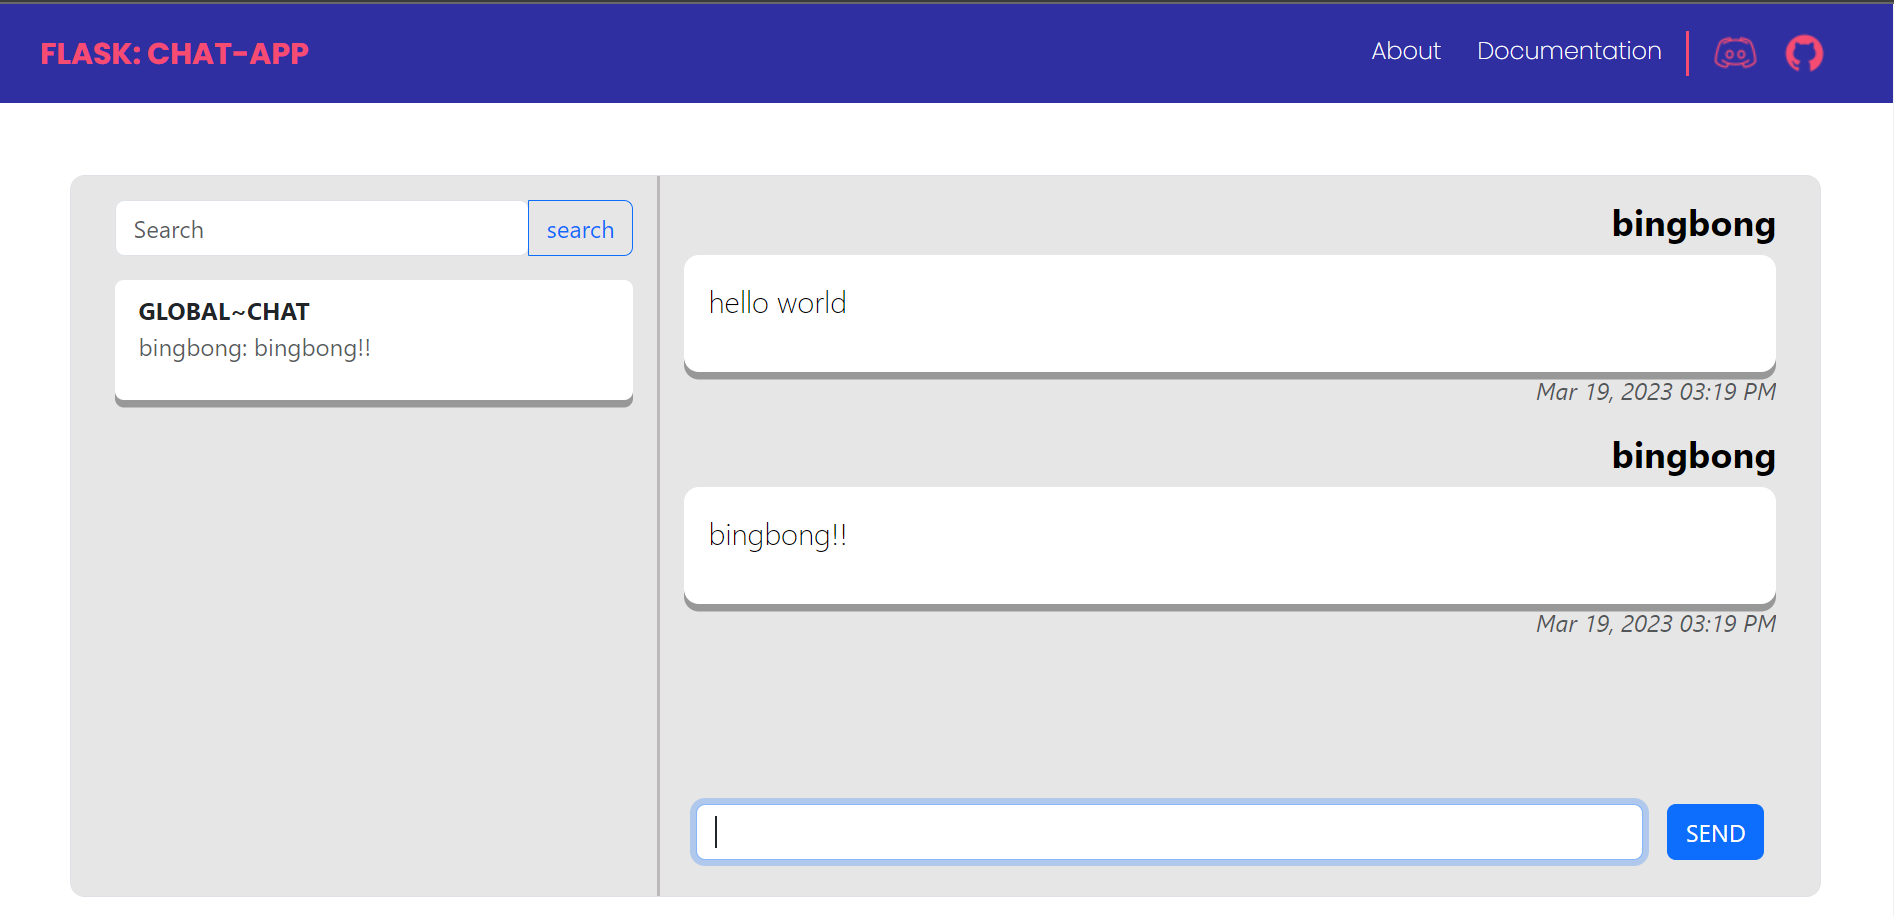 FLASK: CHAT-APP
About Documentation
Search search
GLOBAL~CHAT
bingbong: bingbong!!
bingbong
hello world
Mar 19, 2023 03:19 PM
bingbong
bingbong!!
Mar 19, 2023 03:19 PM
SEND